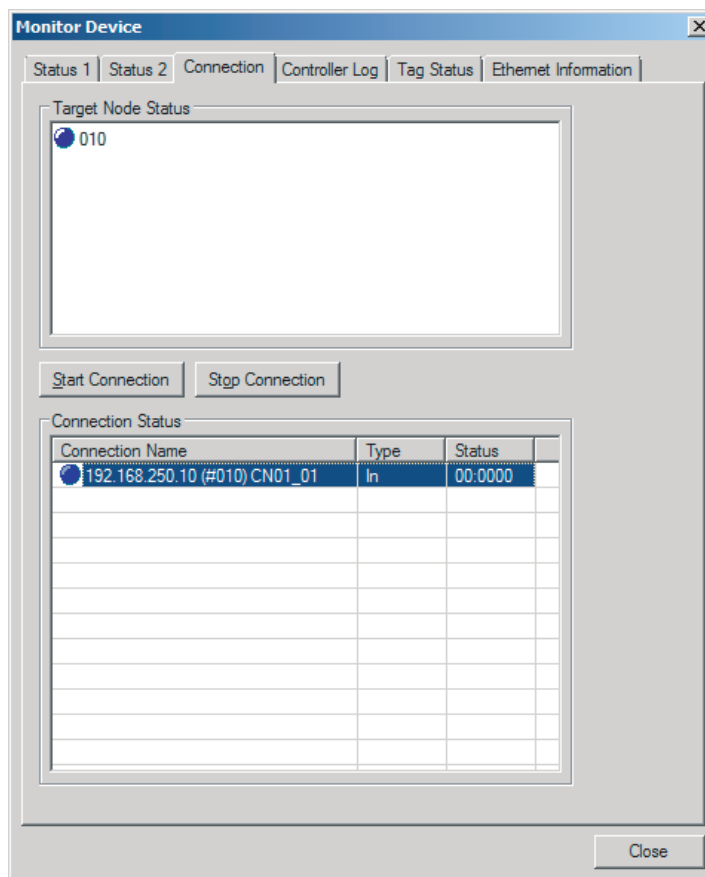 Monitor Device
Status 1 Status 2 Connection Controller Log Tag Status Ethernet Information
Target Node Status
010
Start Connection Stop Connection
Connection Status
Connection Name Type Status
192.168.250.10 (#010) CN01_01 In 00:0000
Close